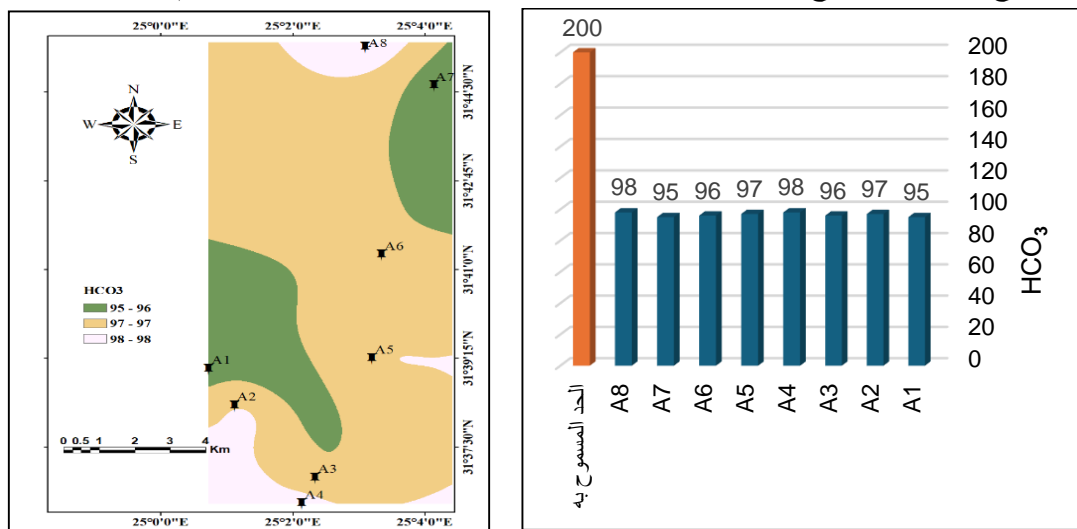 25°0'0"E 25°2'0"E 25°4'0"E
A8
A7
31°44'30"N
N
W E
S
31°42'45"N
A6
31°41'0"N
HCO3
95 - 96
97 - 97
98 - 98
A5
31°39'15"N
A1
A2
0 0.5 1 2 3 4
Km
31°37'30"N
A3
A4
25°0'0"E 25°2'0"E 25°4'0"E
200
200
180
160
140
120
100
80
60
40
20
0
98 95 96 97 98 96 97 95
HCO₃
الحد المسموح به
A8 A7 A6 A5 A4 A3 A2 A1